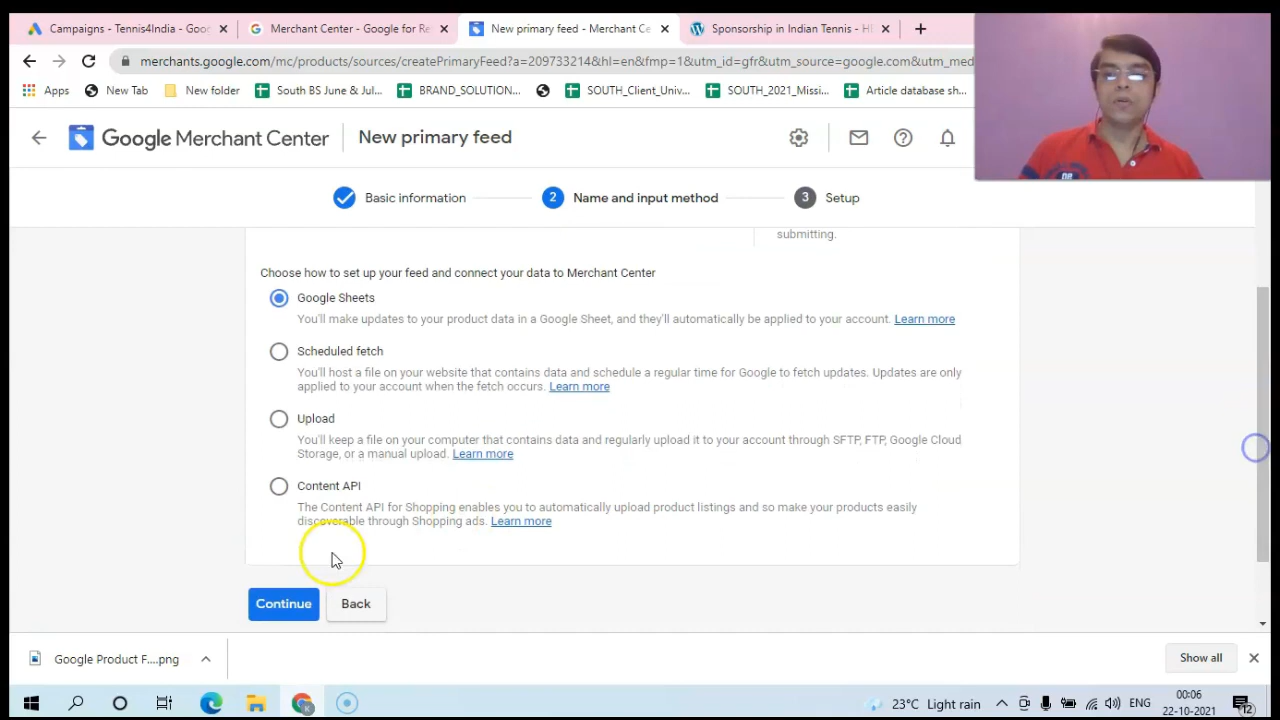 Campaigns - Tennis4India - Goo
Merchant Center - Google for Re
New primary feed - Merchant Ce
Sponsorship in Indian Tennis - H
merchants.google.com/mc/products/sources/createPrimaryFeed?a=209733214&hl=en&fmp=1&utm_id=gfr&utm_source=google.com&utm_med
Apps
New Tab
New folder
South BS June & Jul...
BRAND_SOLUTION...
SOUTH_Client_Univ...
SOUTH_2021_Missi...
Article database sh...
Google Merchant Center
New primary feed
Basic information
2
Name and input method
3
Setup
submitting.
Choose how to set up your feed and connect your data to Merchant Center
Google Sheets
You'll make updates to your product data in a Google Sheet, and they'll automatically be applied to your account. Learn more
Scheduled fetch
You'll host a file on your website that contains data and schedule a regular time for Google to fetch updates. Updates are only
applied to your account when the fetch occurs. Learn more
Upload
You'll keep a file on your computer that contains data and regularly upload it to your account through SFTP, FTP, Google Cloud
Storage, or a manual upload. Learn more
Content API
The Content API for Shopping enables you to automatically upload product listings and so make your products easily
discoverable through Shopping ads. Learn more
Continue
Back
Google Product F....png
Show all
23°C Light rain
ENG
00:06
22-10-2021
12